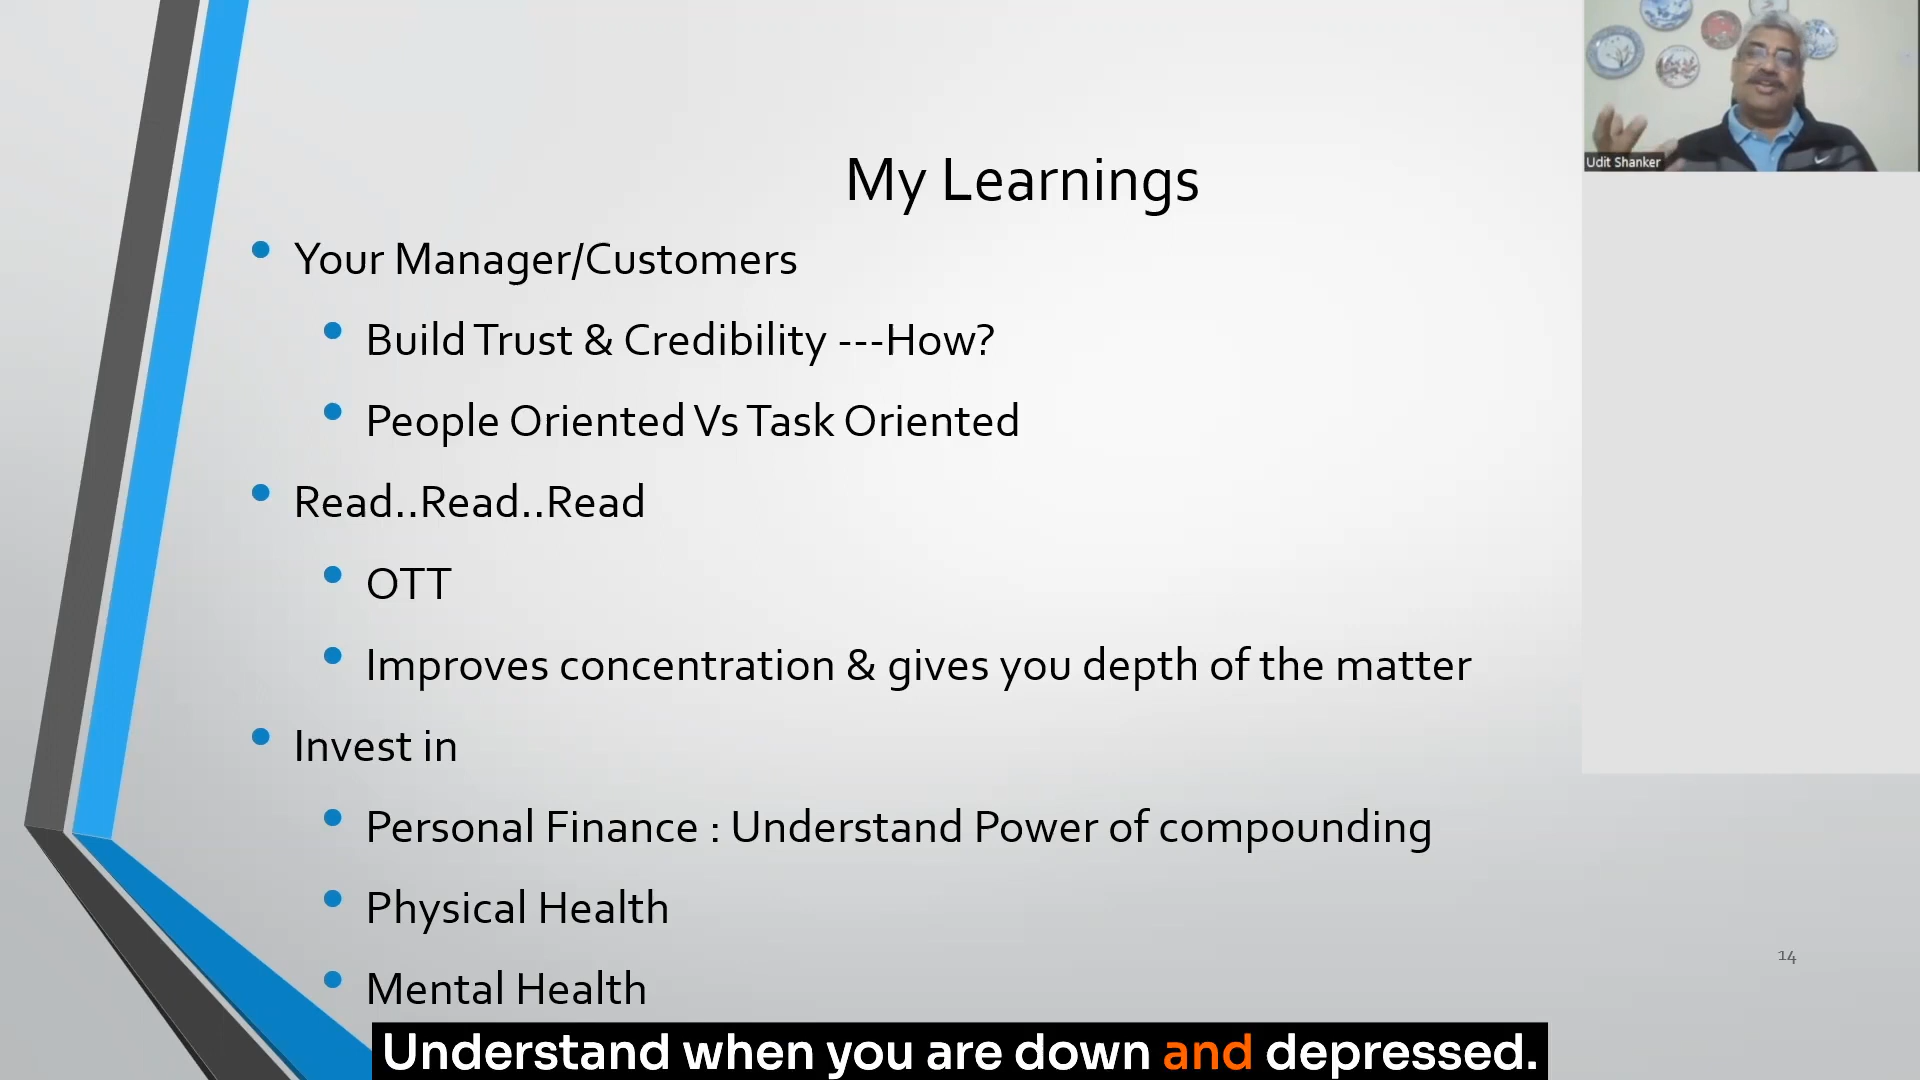 Udit Shanker
My Learnings
Your Manager/Customers
Build Trust & Credibility ---How?
People Oriented Vs Task Oriented
Read..Read..Read
OTT
Improves concentration & gives you depth of the matter
Invest in
Personal Finance : Understand Power of compounding
Physical Health
Mental Health
14
Understand when you are down and depressed.